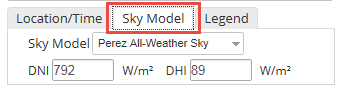 Location/Time Sky Model Legend
Sky Model Perez All-Weather Sky
DNI 792 W/m² DHI 89 W/m²